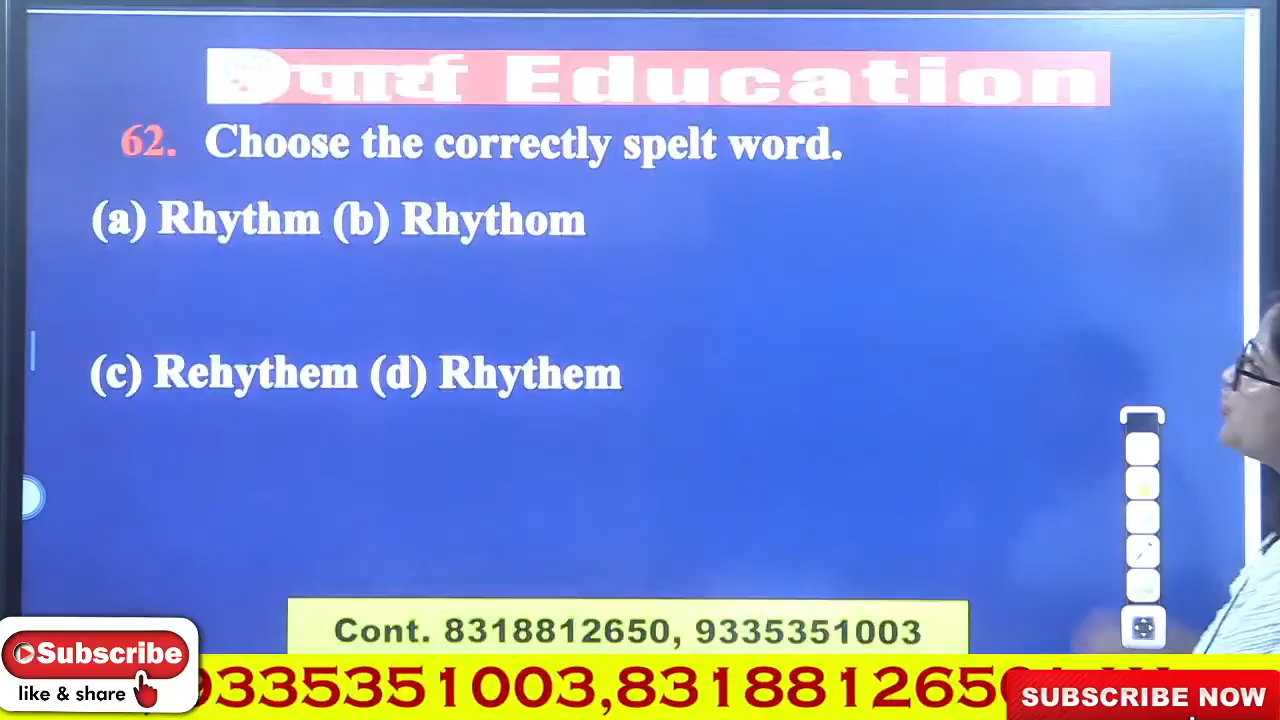 Education
62. Choose the correctly spelt word.
(a) Rhythm (b) Rhythom
(c) Rehythem (d) Rhythem
Cont. 8318812650, 9335351003
Subscribe
like & share
9335351003,831881265
SUBSCRIBE NOW